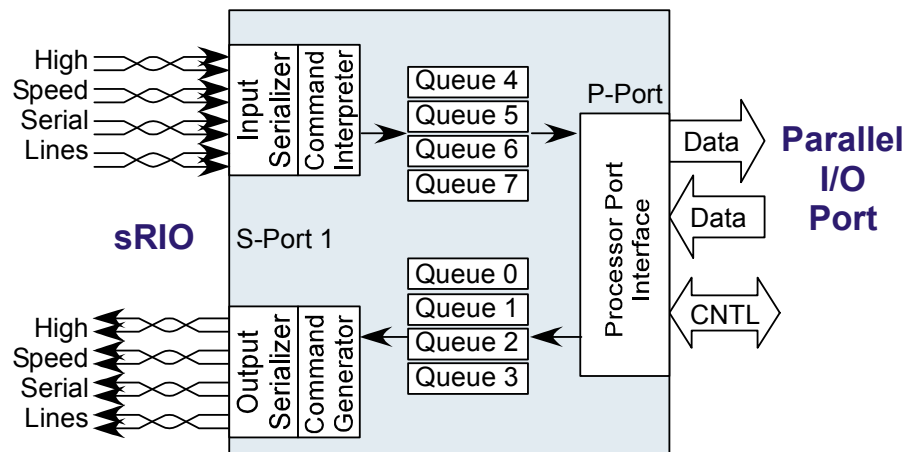 High
Speed
Serial
Lines
Input
Serializer
Command
Interpreter
Queue 4
Queue 5
Queue 6
Queue 7
P-Port
Data
Parallel
I/O
Port
Data
sRIO
S-Port 1
Processor Port
Interface
Queue 0
Queue 1
Queue 2
Queue 3
CNTL
High
Speed
Serial
Lines
Output
Serializer
Command
Generator